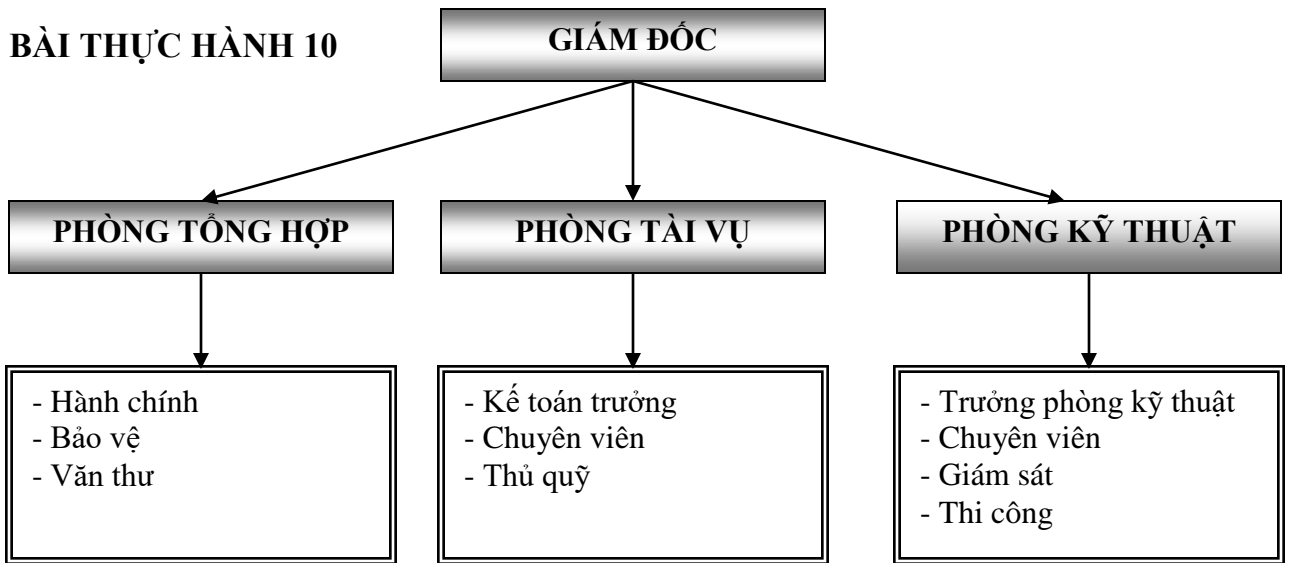 BÀI THỰC HÀNH 10
GIÁM ĐỐC
PHÒNG TỔNG HỢP
PHÒNG TÀI VỤ
PHÒNG KỸ THUẬT
- Hành chính
- Bảo vệ
- Văn thư
- Kế toán trưởng
- Chuyên viên
- Thủ quỹ
- Trưởng phòng kỹ thuật
- Chuyên viên
- Giám sát
- Thi công